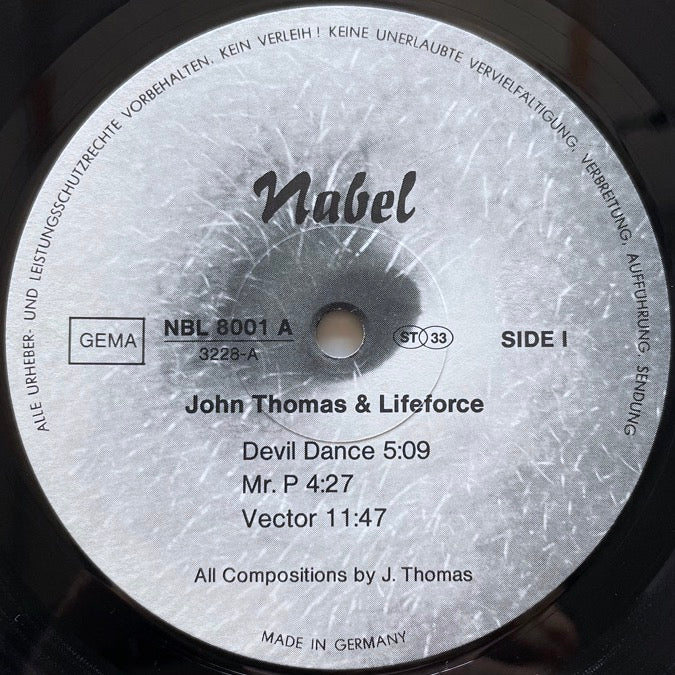 ALLE URHEBER- UND LEISTUNGSSCHUTZRECHTE VORBEHALTEN. KEIN VERLEIH! KEINE UNERLAUBTE VERVIELFÄLTIGUNG, VERBREITUNG, AUFFÜHRUNG, SENDUNG
Nabel
GEMA
NBL 8001 A
3228-A
ST 33
SIDE I
John Thomas & Lifeforce
Devil Dance 5:09
Mr. P 4:27
Vector 11:47
All Compositions by J. Thomas
MADE IN GERMANY